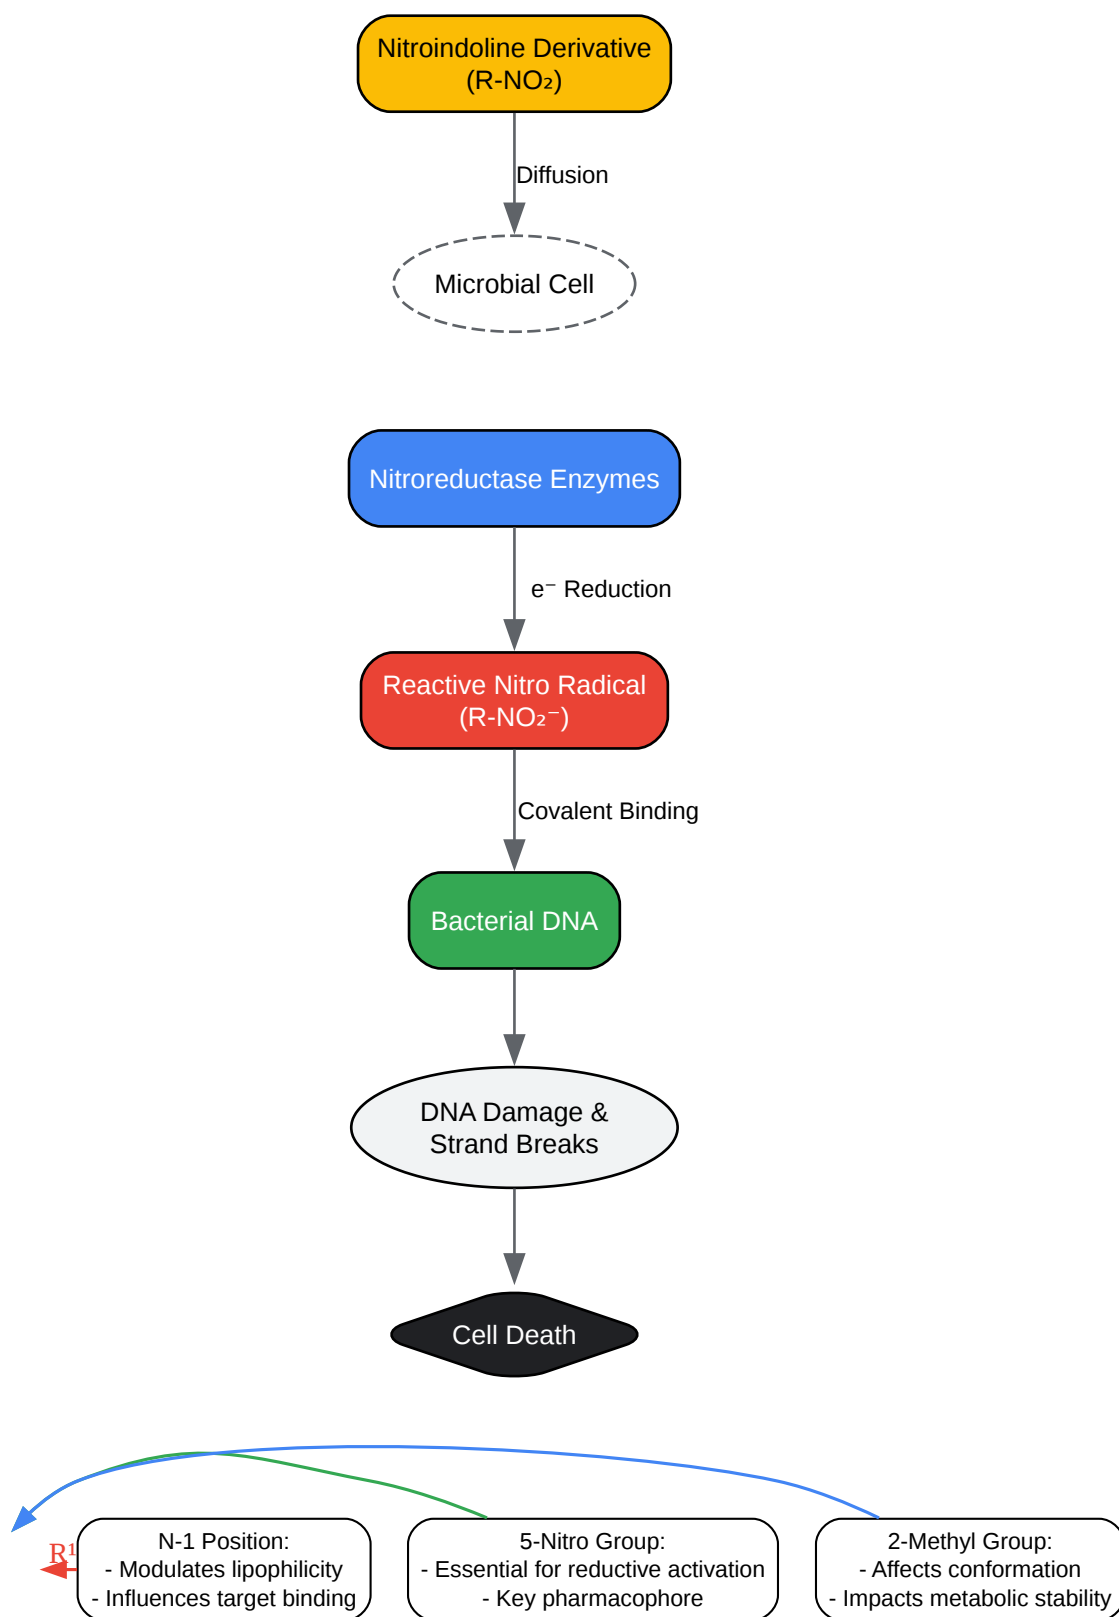 Nitroindoline Derivative
(R-NO₂)
Diffusion
Microbial Cell
Nitroreductase Enzymes
e⁻ Reduction
Reactive Nitro Radical
(R-NO₂⁻)
Covalent Binding
Bacterial DNA
DNA Damage &
Strand Breaks
Cell Death
R¹
N-1 Position:
- Modulates lipophilicity
- Influences target binding
5-Nitro Group:
- Essential for reductive activation
- Key pharmacophore
2-Methyl Group:
- Affects conformation
- Impacts metabolic stability